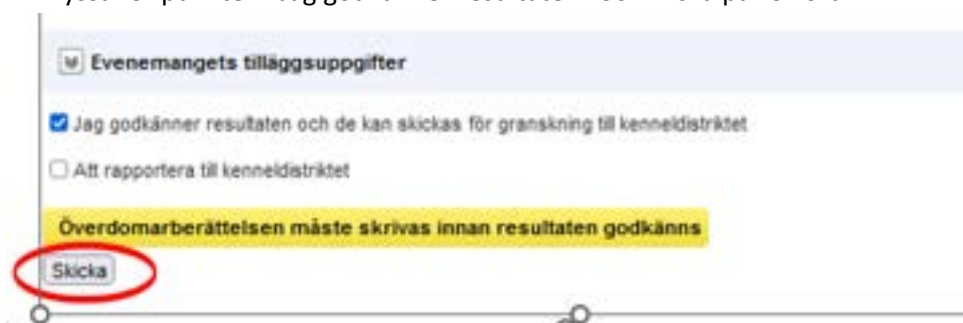 Evenemangets tilläggsuppgifter
Jag godkänner resultaten och de kan skickas för granskning till kenneldistriktet
Att rapportera till kenneldistriktet
Överdomarberättelsen måste skrivas innan resultaten godkänns
Skicka